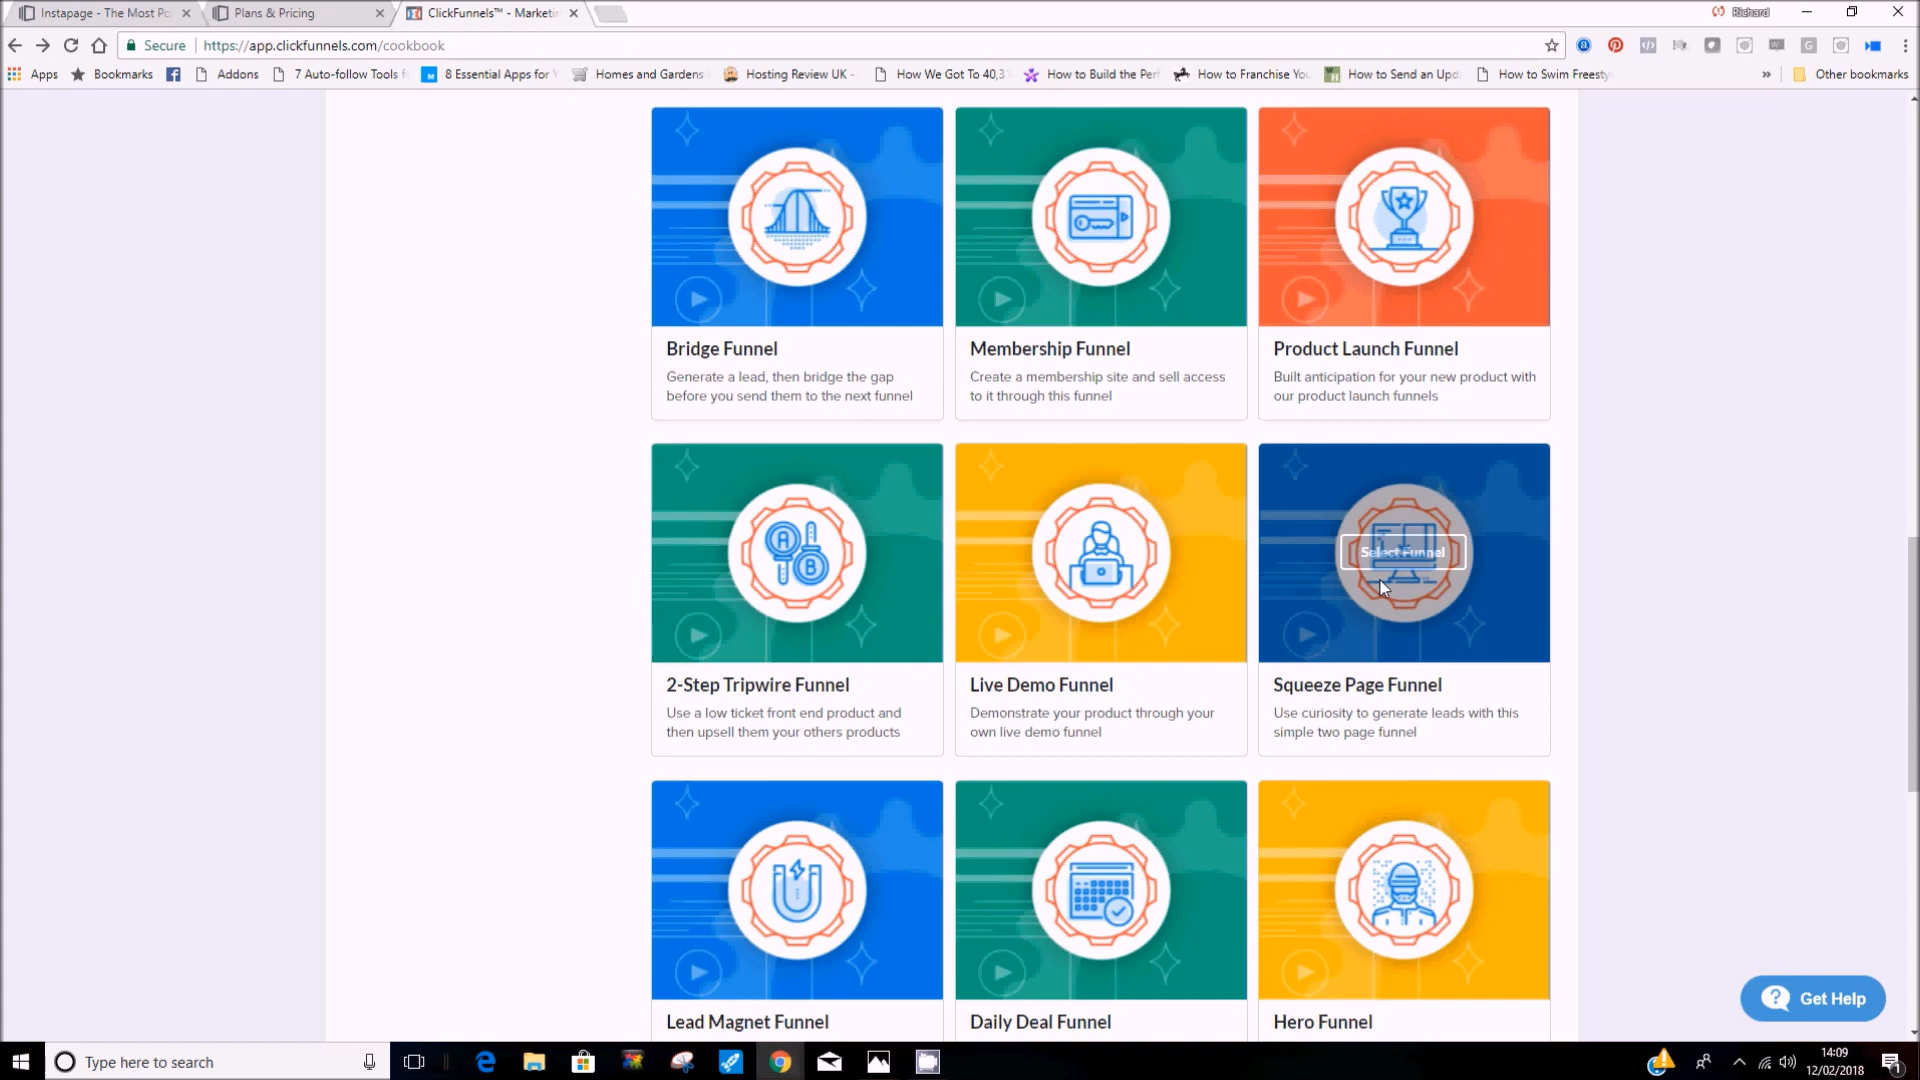 Instapage - The Most Po
Plans & Pricing
ClickFunnels™ - Marketin
Richard
Secure
https://app.clickfunnels.com/cookbook
Apps
Bookmarks
Addons
7 Auto-follow Tools f
8 Essential Apps for
Homes and Gardens
Hosting Review UK -
How We Got To 40,3
How to Build the Per
How to Franchise You
How to Send an Upd
How to Swim Freesty
»
Other bookmarks
Bridge Funnel
Generate a lead, then bridge the gap
before you send them to the next funnel
Membership Funnel
Create a membership site and sell access
to it through this funnel
Product Launch Funnel
Built anticipation for your new product with
our product launch funnels
A
B
Select Funnel
2-Step Tripwire Funnel
Use a low ticket front end product and
then upsell them your others products
Live Demo Funnel
Demonstrate your product through your
own live demo funnel
Squeeze Page Funnel
Use curiosity to generate leads with this
simple two page funnel
Lead Magnet Funnel
Daily Deal Funnel
Hero Funnel
? Get Help
Type here to search
14:09
12/02/2018
1